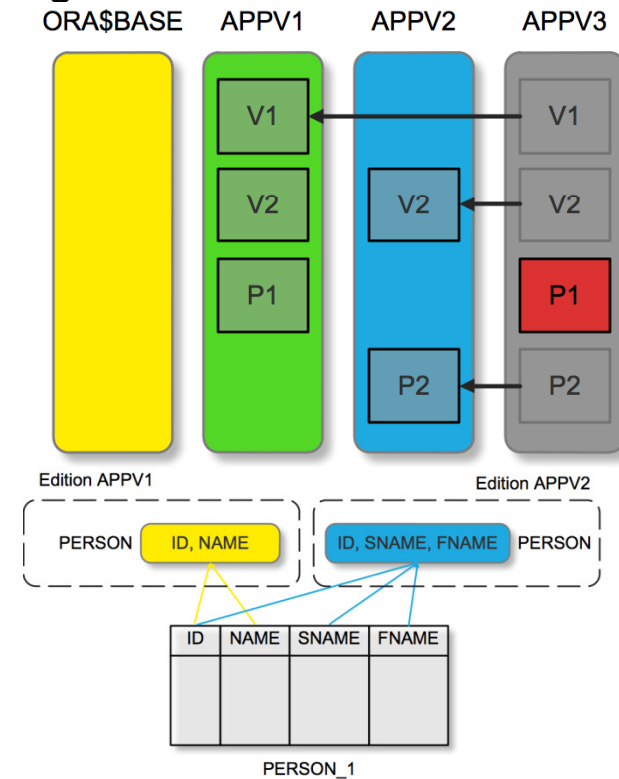 ORA$BASE APPV1 APPV2 APPV3
V1 V1
V2 V2 V2
P1 P1
P2 P2
Edition APPV1 Edition APPV2
PERSON ID, NAME ID, SNAME, FNAME PERSON
ID NAME SNAME FNAME
PERSON_1